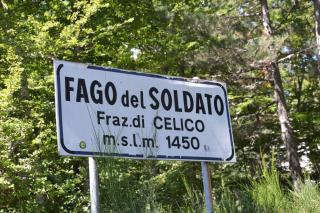 FAGO del SOLDATO
Fraz.di CELICO
m.s.l.m. 1450